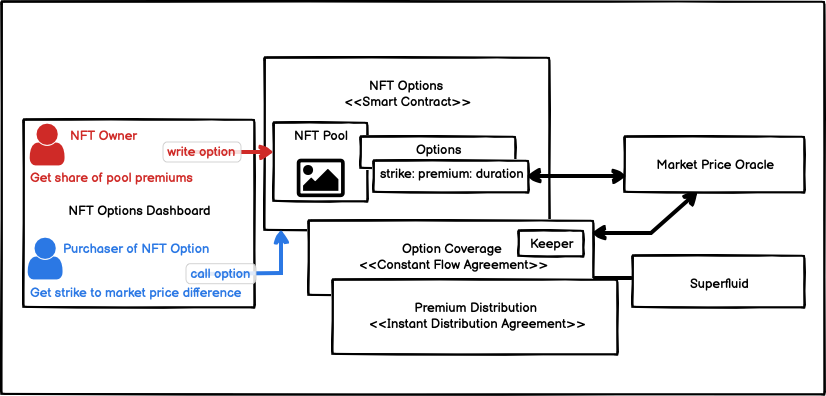 NFT Options
<<Smart Contract>>
NFT Owner
write option
Get share of pool premiums
NFT Options Dashboard
Purchaser of NFT Option
call option
Get strike to market price difference
NFT Pool
Options
strike: premium: duration
Market Price Oracle
Option Coverage
<<Constant Flow Agreement>>
Keeper
Superfluid
Premium Distribution
<<Instant Distribution Agreement>>